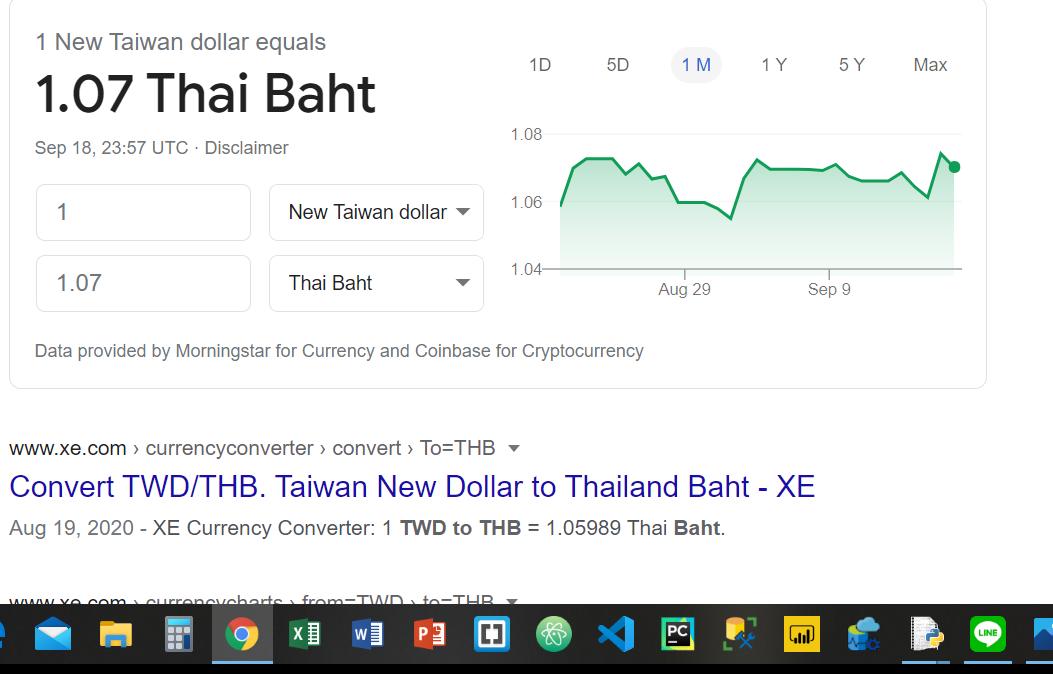 1 New Taiwan dollar equals
1.07 Thai Baht
Sep 18, 23:57 UTC · Disclaimer
1 New Taiwan dollar
1.07 Thai Baht
1D 5D 1 M 1 Y 5 Y Max
1.08
1.06
1.04
Aug 29 Sep 9
Data provided by Morningstar for Currency and Coinbase for Cryptocurrency
www.xe.com › currencyconverter › convert › To=THB
Convert TWD/THB. Taiwan New Dollar to Thailand Baht - XE
Aug 19, 2020 - XE Currency Converter: 1 TWD to THB = 1.05989 Thai Baht.
www.xe.com › currencycharts › from=TWD › to=THB
X W P PC LINE